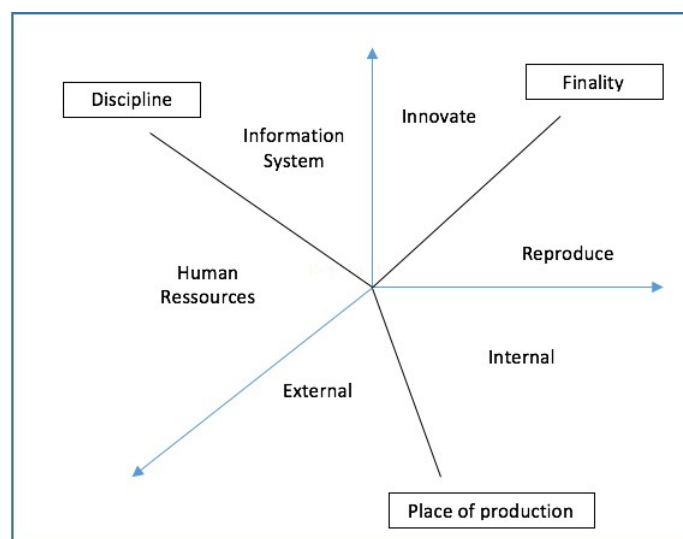 Discipline
Finality
Innovate
Information
System
Reproduce
Human
Ressources
Internal
External
Place of production